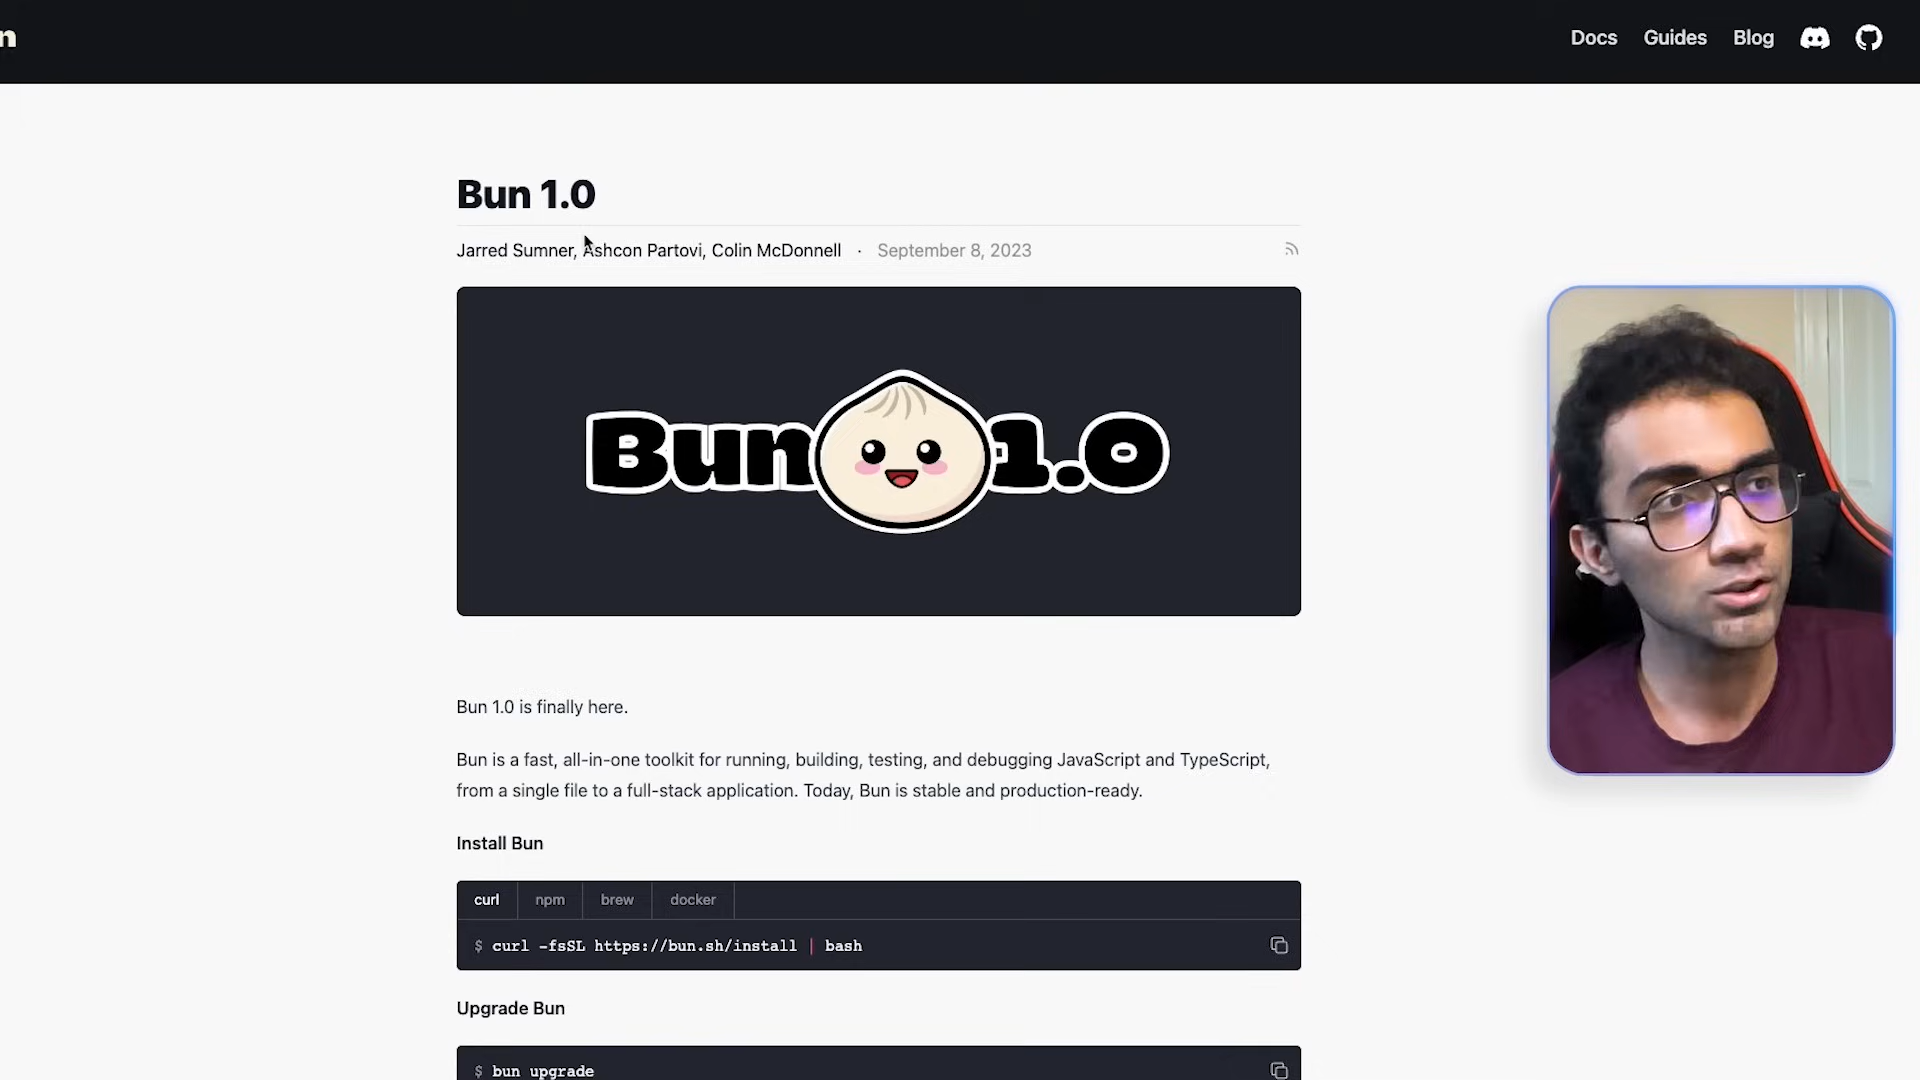 n
Docs Guides Blog
Bun 1.0
Jarred Sumner, Ashcon Partovi, Colin McDonnell · September 8, 2023
Bun 1.0
Bun 1.0 is finally here.
Bun is a fast, all-in-one toolkit for running, building, testing, and debugging JavaScript and TypeScript,
from a single file to a full-stack application. Today, Bun is stable and production-ready.
Install Bun
curl npm brew docker
$ curl -fsSL https://bun.sh/install | bash
Upgrade Bun
$ bun upgrade